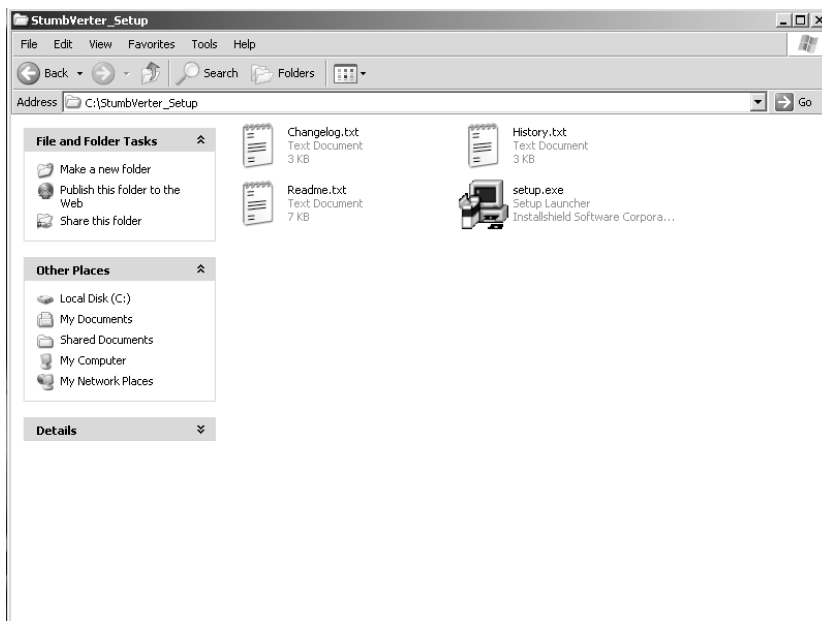 StumbVerter_Setup
File Edit View Favorites Tools Help
Back Search Folders
Address C:\StumbVerter_Setup Go
File and Folder Tasks
Make a new folder
Publish this folder to the
Web
Share this folder
Other Places
Local Disk (C:)
My Documents
Shared Documents
My Computer
My Network Places
Details
Changelog.txt
Text Document
3 KB
History.txt
Text Document
3 KB
Readme.txt
Text Document
7 KB
setup.exe
Setup Launcher
Installshield Software Corpora...